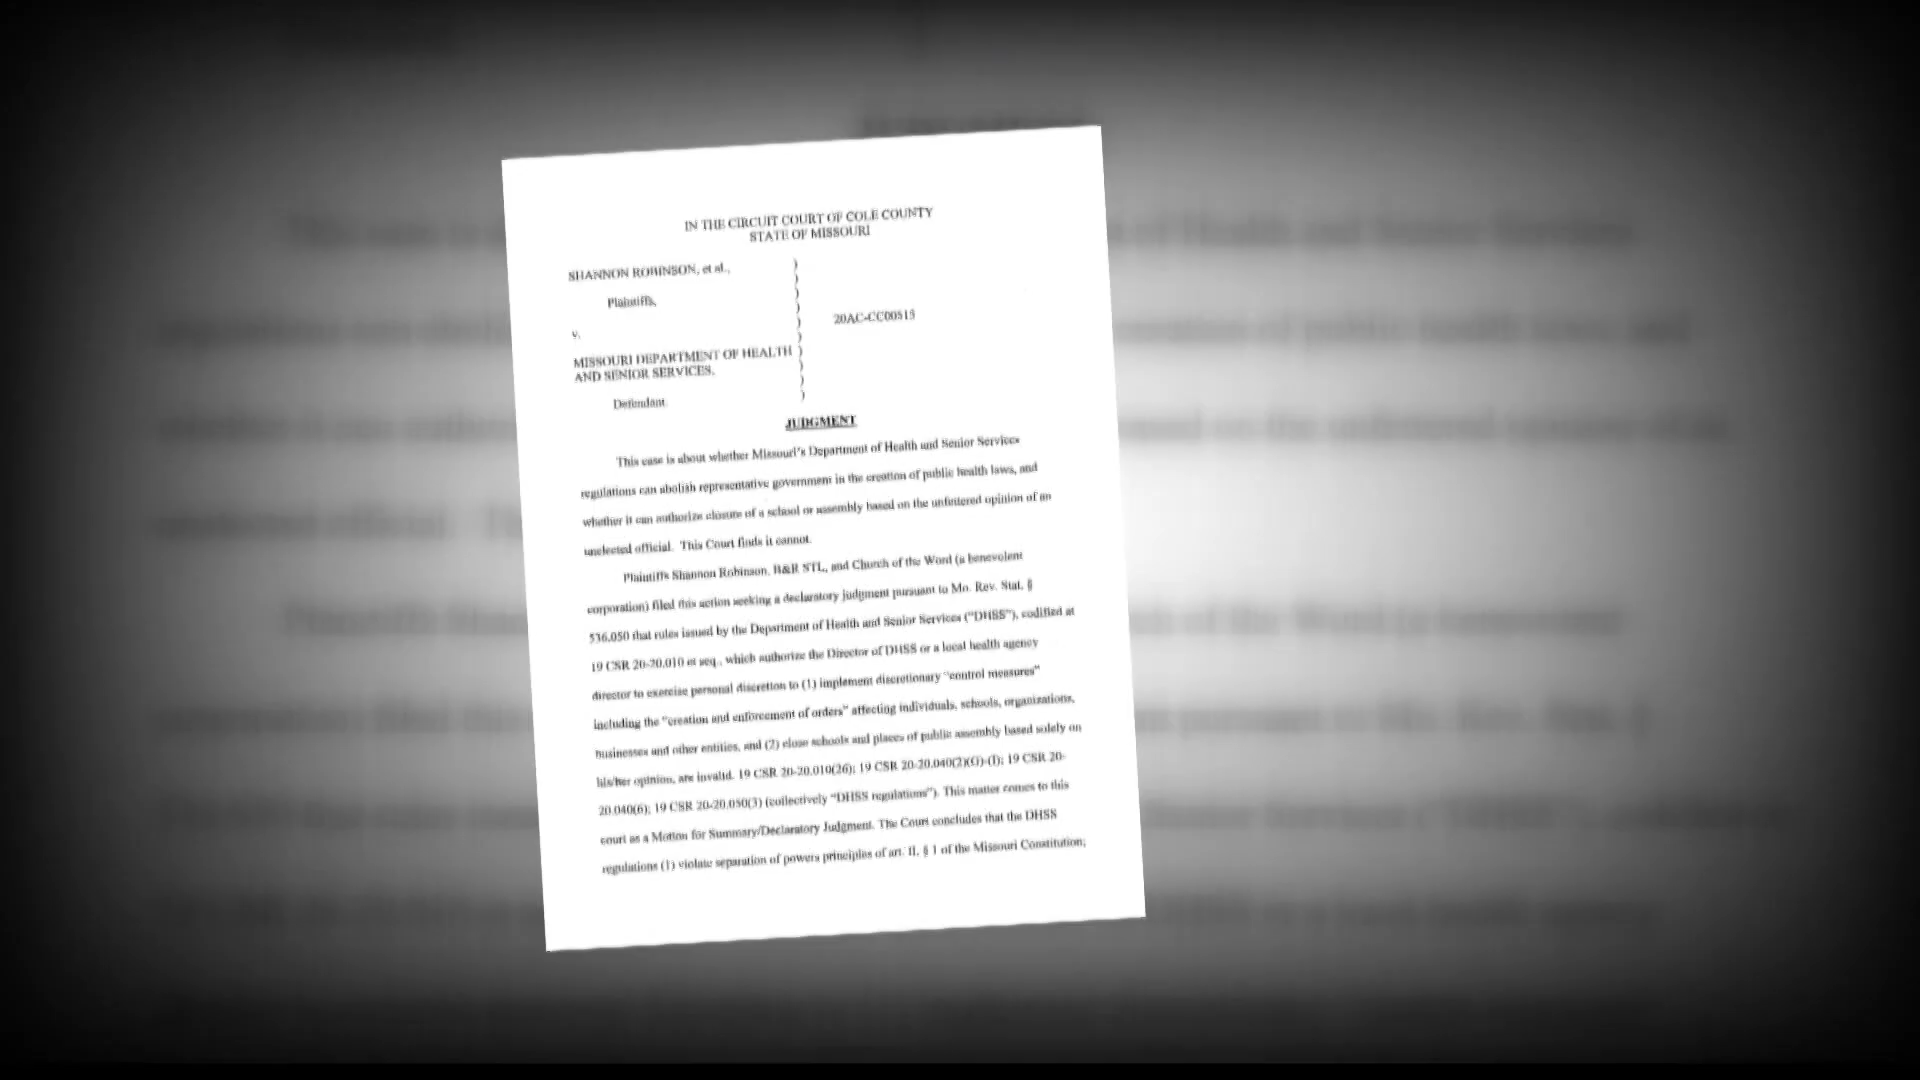 IN THE CIRCUIT COURT OF COLE COUNTY
STATE OF MISSOURI
SHANNON ROBINSON, et al.,
Plaintiffs,
v.
20AC-CC00515
MISSOURI DEPARTMENT OF HEALTH
AND SENIOR SERVICES,
Defendant.
JUDGMENT
This case is about whether Missouri's Department of Health and Senior Services
regulations can abolish representative government in the creation of public health laws, and
whether it can authorize closure of a school or assembly based on the unfettered opinion of an
unelected official. This Court finds it cannot.
Plaintiffs Shannon Robinson, B&R STL, and Church of the Word (a benevolent
corporation) filed this action seeking a declaratory judgment pursuant to Mo. Rev. Stat. §
536.050 that rules issued by the Department of Health and Senior Services ("DHSS"), codified at
19 CSR 20-20.010 et seq., which authorize the Director of DHSS or a local health agency
director to exercise personal discretion to (1) implement discretionary "control measures"
including the "creation and enforcement of orders" affecting individuals, schools, organizations,
businesses and other entities, and (2) close schools and places of public assembly based solely on
his/her opinion, are invalid. 19 CSR 20-20.010(26); 19 CSR 20-20.040(2)(G)-(I); 19 CSR 20-
20.040(6); 19 CSR 20-20.050(3) (collectively "DHSS regulations"). This matter comes to this
court as a Motion for Summary/Declaratory Judgment. The Court concludes that the DHSS
regulations (1) violate separation of powers principles of art. II, § 1 of the Missouri Constitution;